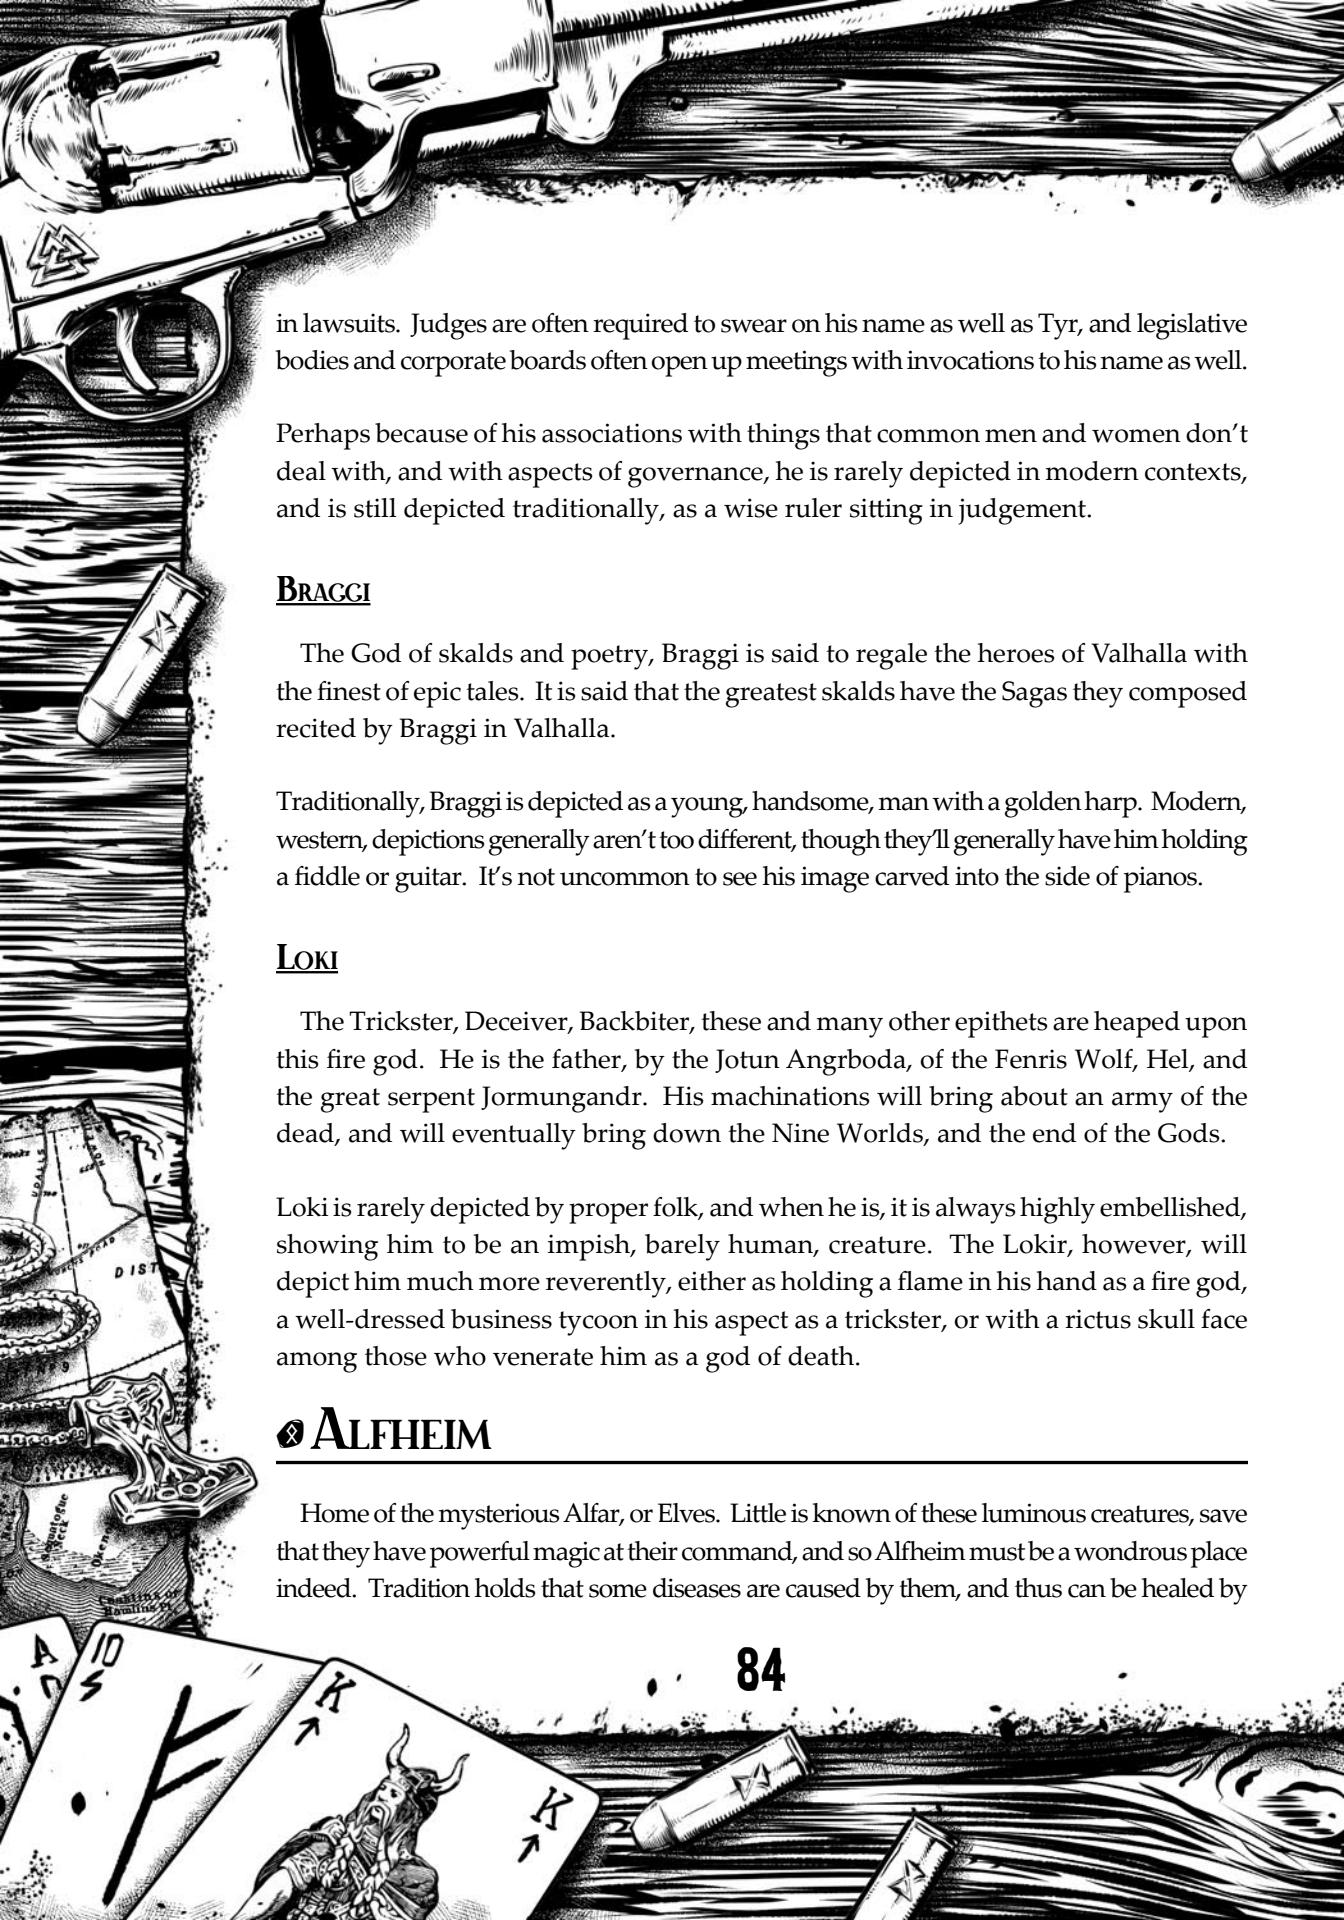 in lawsuits.  Judges are often required to swear on his name as well as Tyr, and legislative
bodies and corporate boards often open up meetings with invocations to his name as well.
Perhaps because of his associations with things that common men and women don't
deal with, and with aspects of governance, he is rarely depicted in modern contexts,
and is still depicted traditionally, as a wise ruler sitting in judgement.
Braggi
The God of skalds and poetry, Braggi is said to regale the heroes of Valhalla with
the finest of epic tales.  It is said that the greatest skalds have the Sagas they composed
recited by Braggi in Valhalla.
Traditionally, Braggi is depicted as a young, handsome, man with a golden harp.  Modern,
western, depictions generally aren't too different, though they'll generally have him holding
a fiddle or guitar.  It's not uncommon to see his image carved into the side of pianos.
Loki
The Trickster, Deceiver, Backbiter, these and many other epithets are heaped upon
this fire god.  He is the father, by the Jotun Angrboda, of the Fenris Wolf, Hel, and
the great serpent Jormungandr.  His machinations will bring about an army of the
dead, and will eventually bring down the Nine Worlds, and the end of the Gods.
Loki is rarely depicted by proper folk, and when he is, it is always highly embellished,
showing him to be an impish, barely human, creature.  The Lokir, however, will
depict him much more reverently, either as holding a flame in his hand as a fire god,
a well-dressed business tycoon in his aspect as a trickster, or with a rictus skull face
among those who venerate him as a god of death.
Alfheim
Home of the mysterious Alfar, or Elves.  Little is known of these luminous creatures, save
that they have powerful magic at their command, and so Alfheim must be a wondrous place
indeed.  Tradition holds that some diseases are caused by them, and thus can be healed by
84
UDALLS
DIST
A
10
K
K